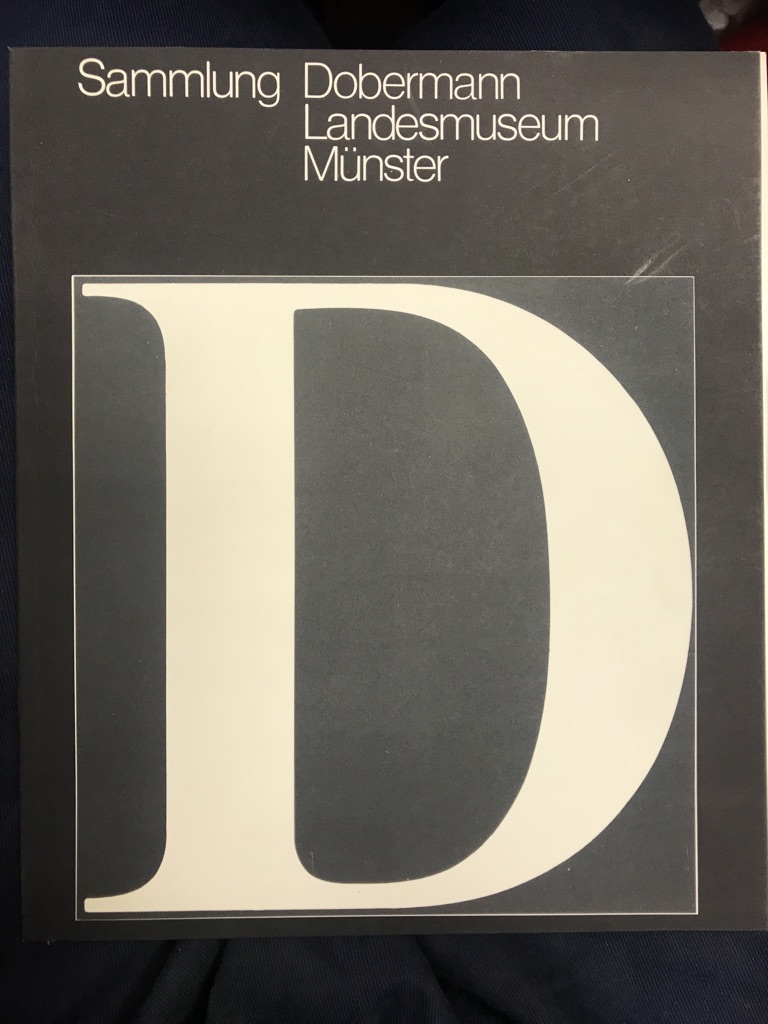 Sammlung Dobermann
Landesmuseum
Münster
D